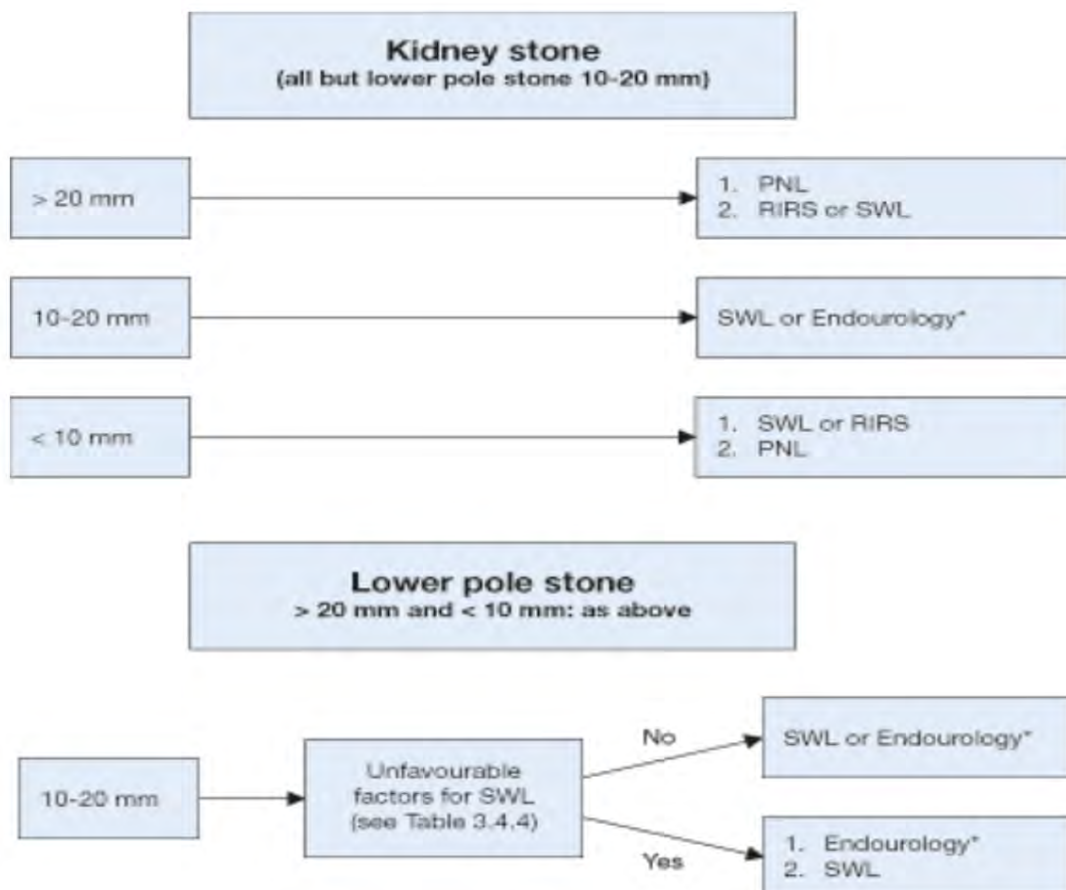 Kidney stone
(all but lower pole stone 10-20 mm)
> 20 mm
1. PNL
2. RIRS or SWL
10-20 mm
SWL or Endourology*
< 10 mm
1. SWL or RIRS
2. PNL
Lower pole stone
> 20 mm and < 10 mm: as above
10-20 mm
Unfavourable
factors for SWL
(see Table 3.4.4)
No
SWL or Endourology*
Yes
1. Endourology*
2. SWL